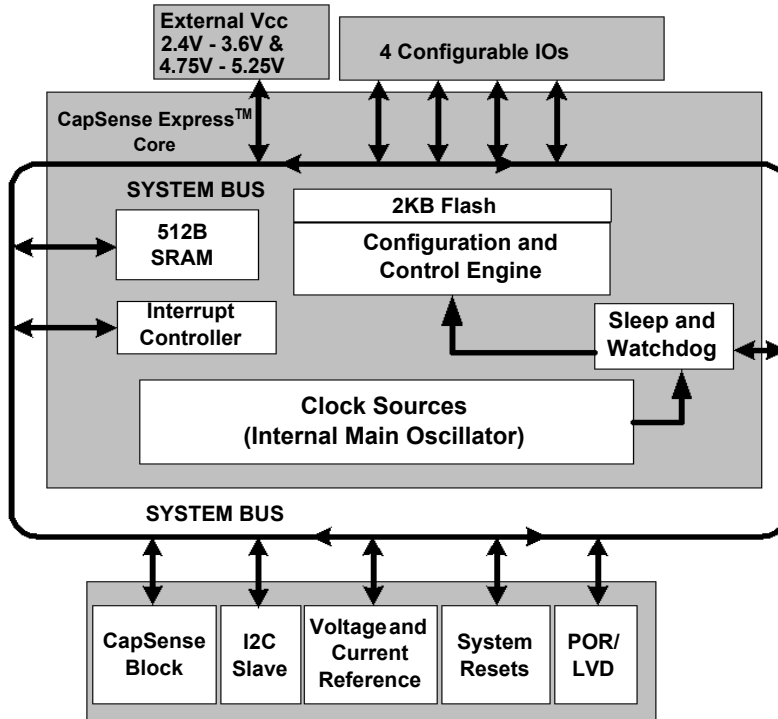 External Vcc
2.4V - 3.6V &
4.75V - 5.25V
4 Configurable IOs
CapSense Express™
Core
SYSTEM BUS
2KB Flash
512B
SRAM
Configuration and
Control Engine
Interrupt
Controller
Sleep and
Watchdog
Clock Sources
(Internal Main Oscillator)
SYSTEM BUS
CapSense
Block
I2C
Slave
Voltage and
Current
Reference
System
Resets
POR/
LVD